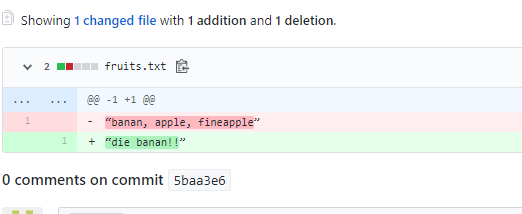 Showing 1 changed file with 1 addition and 1 deletion.
2 fruits.txt
... ... @@ -1 +1 @@
1 - “banan, apple, fineapple”
1 + “die banan!!”
0 comments on commit 5baa3e6